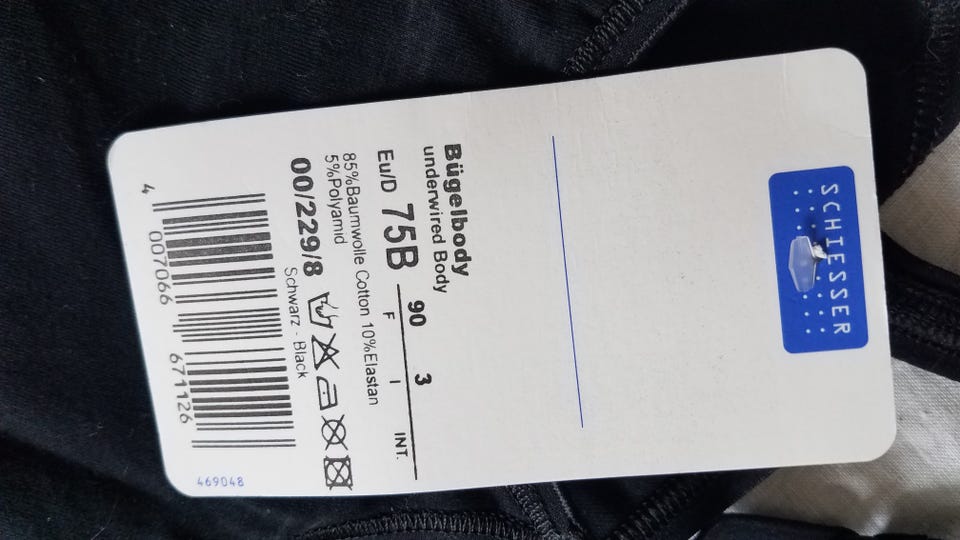 SCHIESSER
Bügelbody
underwired Body
Eu/D 75B 90 3
F I INT.
85%Baumwolle Cotton 10%Elastan
5%Polyamid
00/229/8
Schwarz - Black
4 007066 671126
469048